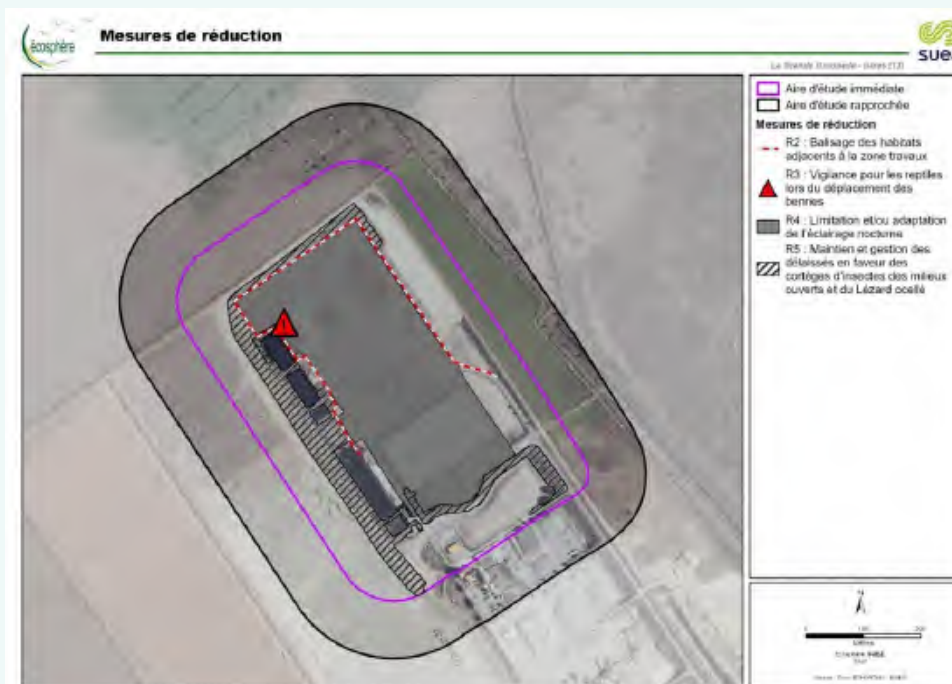 écosphère
Mesures de réduction
sue
Aire d'étude immédiate
Aire d'étude rapprochée
Mesures de réduction
R2 : Balisage des habitats
adjacents à la zone travaux
R3 : Vigilance pour les reptiles
lors du déplacement des
bennes
R4 : Limitation et/ou adaptation
de l'éclairage nocturne
R5 : Maintien et gestion des
délaissés en faveur des
cortèges d'insectes des milieux
ouverts et du Lézard ocellé